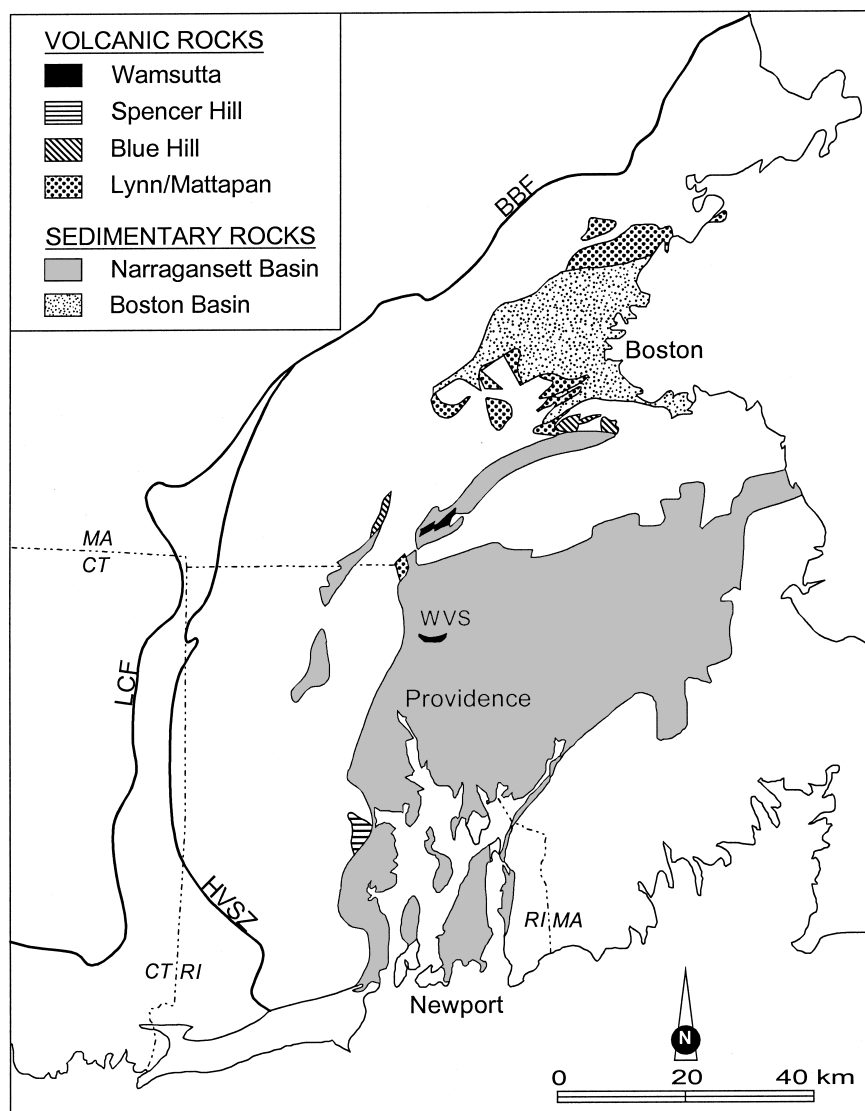 VOLCANIC ROCKS
Wamsutta
Spencer Hill
Blue Hill
Lynn/Mattapan
SEDIMENTARY ROCKS
Narragansett Basin
Boston Basin
BBF
Boston
MA
CT
WVS
LCF
Providence
HVSZ
RI MA
CT RI
Newport
N
0 20 40 km